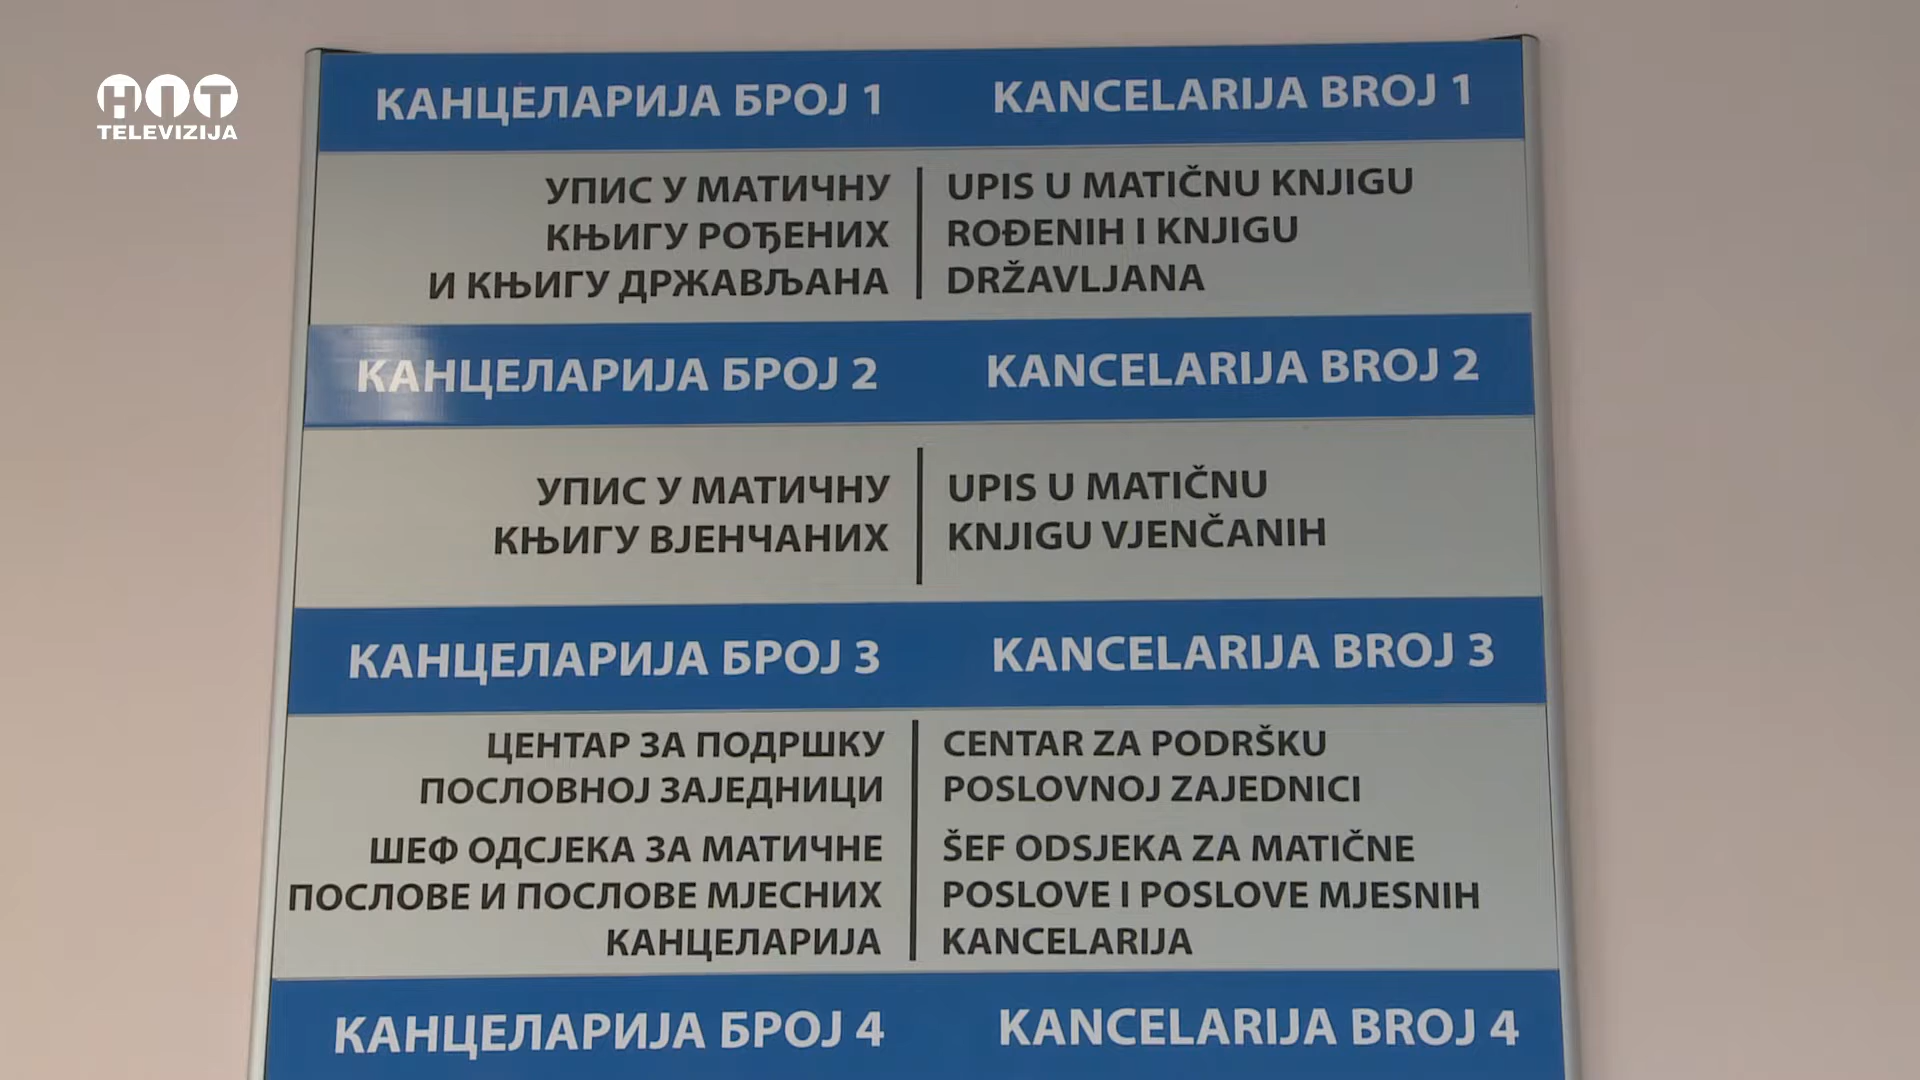 HIT
TELEVIZIJA
КАНЦЕЛАРИЈА БРОЈ 1 KANCELARIJA BROJ 1
УПИС У МАТИЧНУ
КЊИГУ РОЂЕНИХ
И КЊИГУ ДРЖАВЉАНА
UPIS U MATIČNU KNJIGU
ROĐENIH I KNJIGU
DRŽAVLJANA
КАНЦЕЛАРИЈА БРОЈ 2 KANCELARIJA BROJ 2
УПИС У МАТИЧНУ
КЊИГУ ВЈЕНЧАНИХ
UPIS U MATIČNU
KNJIGU VJENČANIH
КАНЦЕЛАРИЈА БРОЈ 3 KANCELARIJA BROJ 3
ЦЕНТАР ЗА ПОДРШКУ
ПОСЛОВНОЈ ЗАЈЕДНИЦИ
ШЕФ ОДСЈЕКА ЗА МАТИЧНЕ
ПОСЛОВЕ И ПОСЛОВЕ МЈЕСНИХ
КАНЦЕЛАРИЈА
CENTAR ZA PODRŠKU
POSLOVNOJ ZAJEDNICI
ŠEF ODSJEKA ZA MATIČNE
POSLOVE I POSLOVE MJESNIH
KANCELARIJA
КАНЦЕЛАРИЈА БРОЈ 4 KANCELARIJA BROJ 4